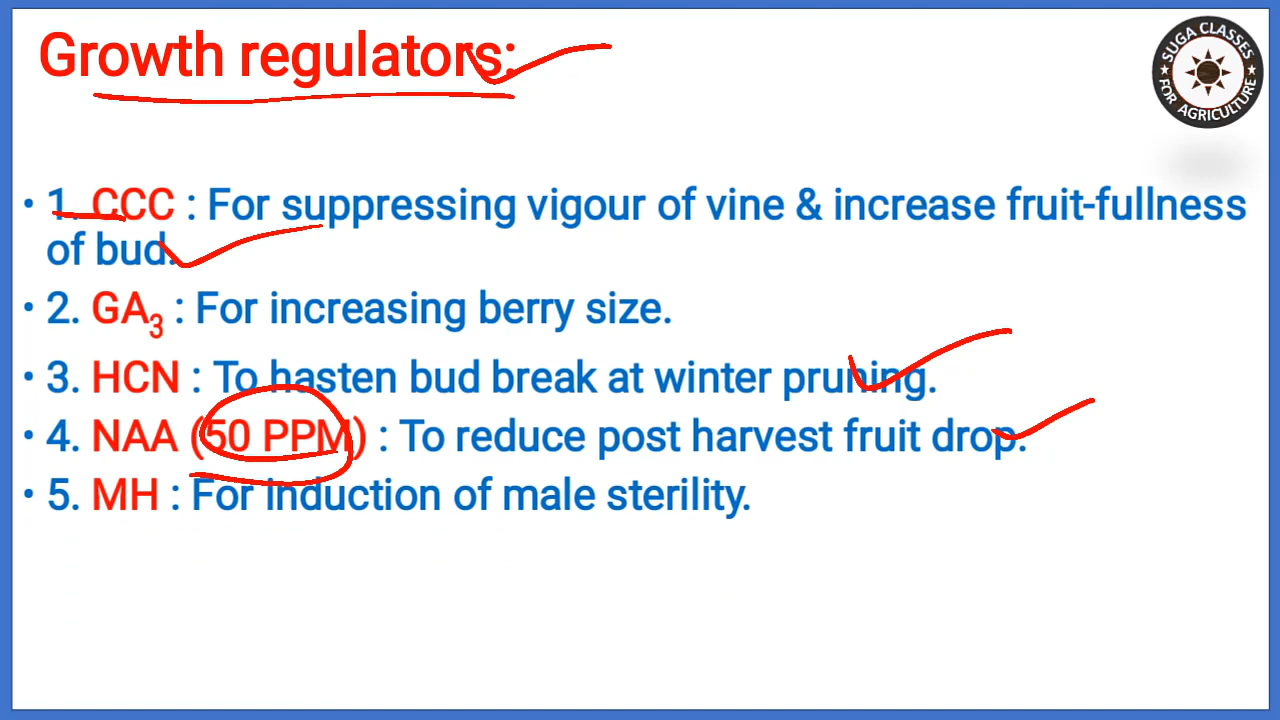 Growth regulators:
SUGA CLASSES
FOR AGRICULTURE
• 1. CCC : For suppressing vigour of vine & increase fruit-fullness
of bud.
• 2. GA3 : For increasing berry size.
• 3. HCN : To hasten bud break at winter pruning.
• 4. NAA (50 PPM) : To reduce post harvest fruit drop.
• 5. MH : For induction of male sterility.